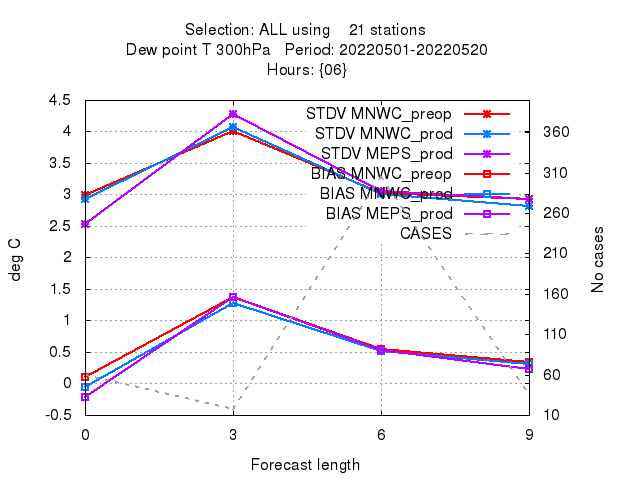 Selection: ALL using 21 stations
Dew point T 300hPa Period: 20220501-20220520
Hours: {06}
4.5
4
3.5
3
2.5
2
1.5
1
0.5
0
-0.5
deg C
STDV MNWC_preop
STDV MNWC_prod
STDV MEPS_prod
BIAS MNWC_preop
BIAS MNWC_prod
BIAS MEPS_prod
CASES
360
310
260
210
160
110
60
10
No cases
0 3 6 9
Forecast length